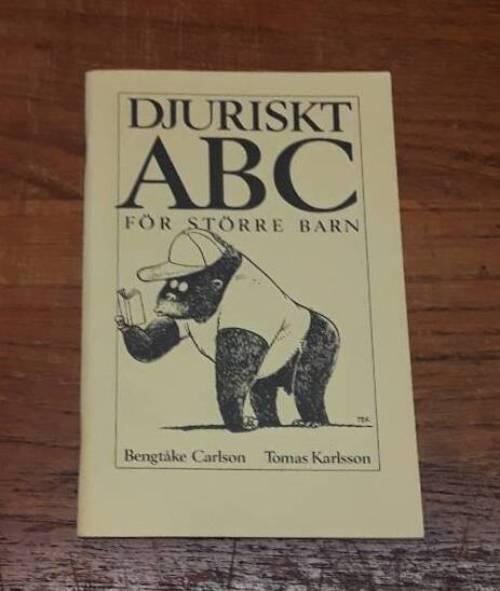 DJURISKT
ABC
FÖR STÖRRE BARN
Bengtåke Carlson Tomas Karlsson